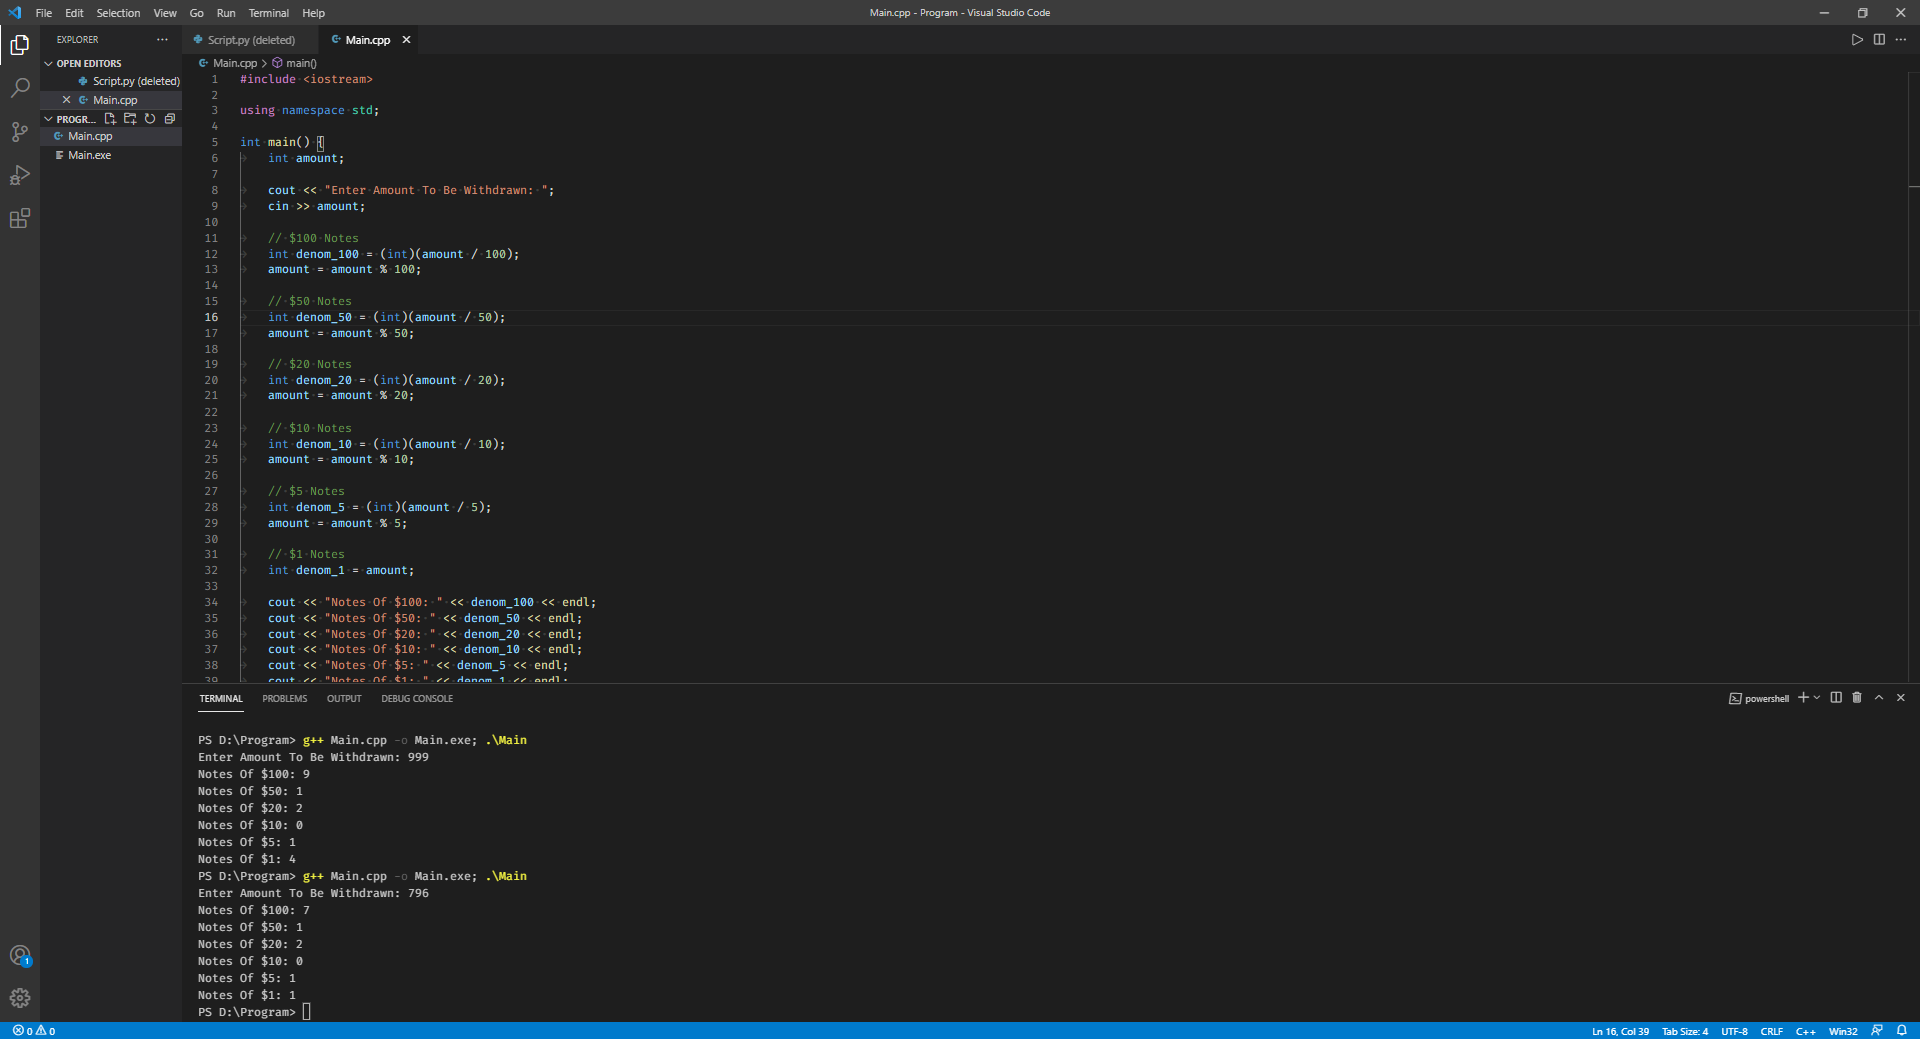 File Edit Selection View Go Run Terminal Help
Main.cpp - Program - Visual Studio Code
EXPLORER
OPEN EDITORS
Script.py (deleted)
Main.cpp
PROGR...
Main.cpp
Main.exe
Script.py (deleted) Main.cpp
Main.cpp > main()
1 #include <iostream>
2
3 using namespace std;
4
5 int main() {
6 int amount;
7
8 cout << "Enter Amount To Be Withdrawn: ";
9 cin >> amount;
10
11 // $100 Notes
12 int denom_100 = (int)(amount / 100);
13 amount = amount % 100;
14
15 // $50 Notes
16 int denom_50 = (int)(amount / 50);
17 amount = amount % 50;
18
19 // $20 Notes
20 int denom_20 = (int)(amount / 20);
21 amount = amount % 20;
22
23 // $10 Notes
24 int denom_10 = (int)(amount / 10);
25 amount = amount % 10;
26
27 // $5 Notes
28 int denom_5 = (int)(amount / 5);
29 amount = amount % 5;
30
31 // $1 Notes
32 int denom_1 = amount;
33
34 cout << "Notes Of $100: " << denom_100 << endl;
35 cout << "Notes Of $50: " << denom_50 << endl;
36 cout << "Notes Of $20: " << denom_20 << endl;
37 cout << "Notes Of $10: " << denom_10 << endl;
38 cout << "Notes Of $5: " << denom_5 << endl;
39 cout << "Notes Of $1: " << denom_1 << endl;
TERMINAL PROBLEMS OUTPUT DEBUG CONSOLE
powershell
PS D:\Program> g++ Main.cpp -o Main.exe; .\Main
Enter Amount To Be Withdrawn: 999
Notes Of $100: 9
Notes Of $50: 1
Notes Of $20: 2
Notes Of $10: 0
Notes Of $5: 1
Notes Of $1: 4
PS D:\Program> g++ Main.cpp -o Main.exe; .\Main
Enter Amount To Be Withdrawn: 796
Notes Of $100: 7
Notes Of $50: 1
Notes Of $20: 2
Notes Of $10: 0
Notes Of $5: 1
Notes Of $1: 1
PS D:\Program>
1
0 0
Ln 16, Col 39 Tab Size: 4 UTF-8 CRLF C++ Win32